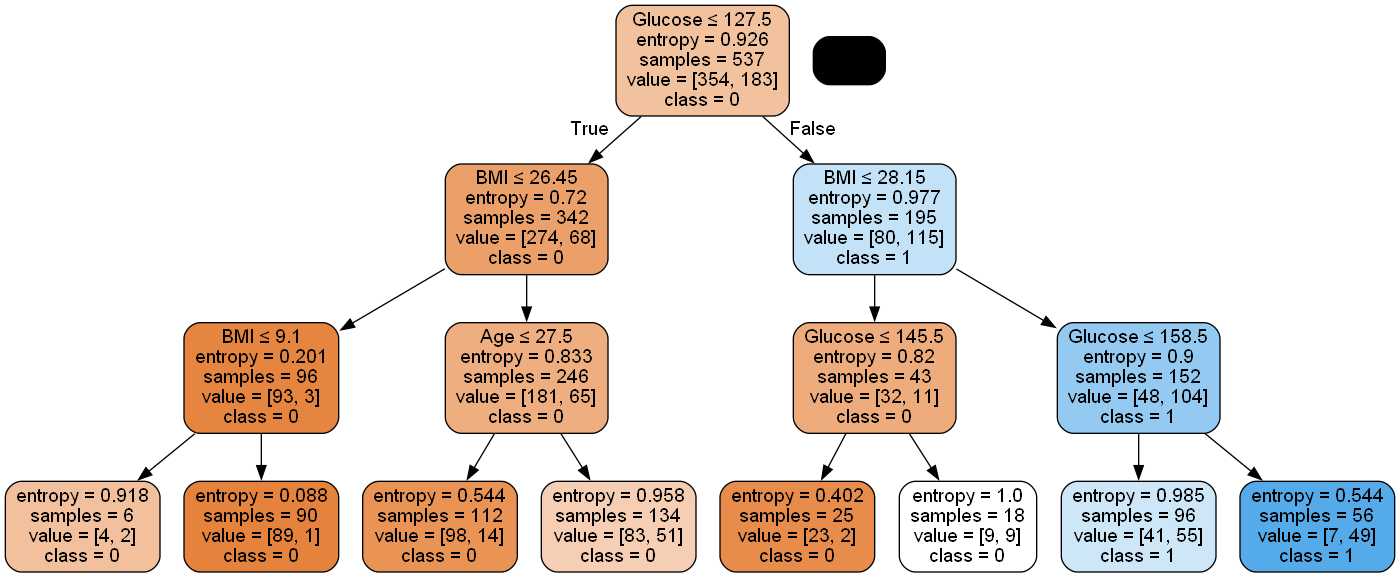 Glucose ≤ 127.5
entropy = 0.926
samples = 537
value = [354, 183]
class = 0
True
False
BMI ≤ 26.45
entropy = 0.72
samples = 342
value = [274, 68]
class = 0
BMI ≤ 28.15
entropy = 0.977
samples = 195
value = [80, 115]
class = 1
BMI ≤ 9.1
entropy = 0.201
samples = 96
value = [93, 3]
class = 0
Age ≤ 27.5
entropy = 0.833
samples = 246
value = [181, 65]
class = 0
Glucose ≤ 145.5
entropy = 0.82
samples = 43
value = [32, 11]
class = 0
Glucose ≤ 158.5
entropy = 0.9
samples = 152
value = [48, 104]
class = 1
entropy = 0.918
samples = 6
value = [4, 2]
class = 0
entropy = 0.088
samples = 90
value = [89, 1]
class = 0
entropy = 0.544
samples = 112
value = [98, 14]
class = 0
entropy = 0.958
samples = 134
value = [83, 51]
class = 0
entropy = 0.402
samples = 25
value = [23, 2]
class = 0
entropy = 1.0
samples = 18
value = [9, 9]
class = 0
entropy = 0.985
samples = 96
value = [41, 55]
class = 1
entropy = 0.544
samples = 56
value = [7, 49]
class = 1